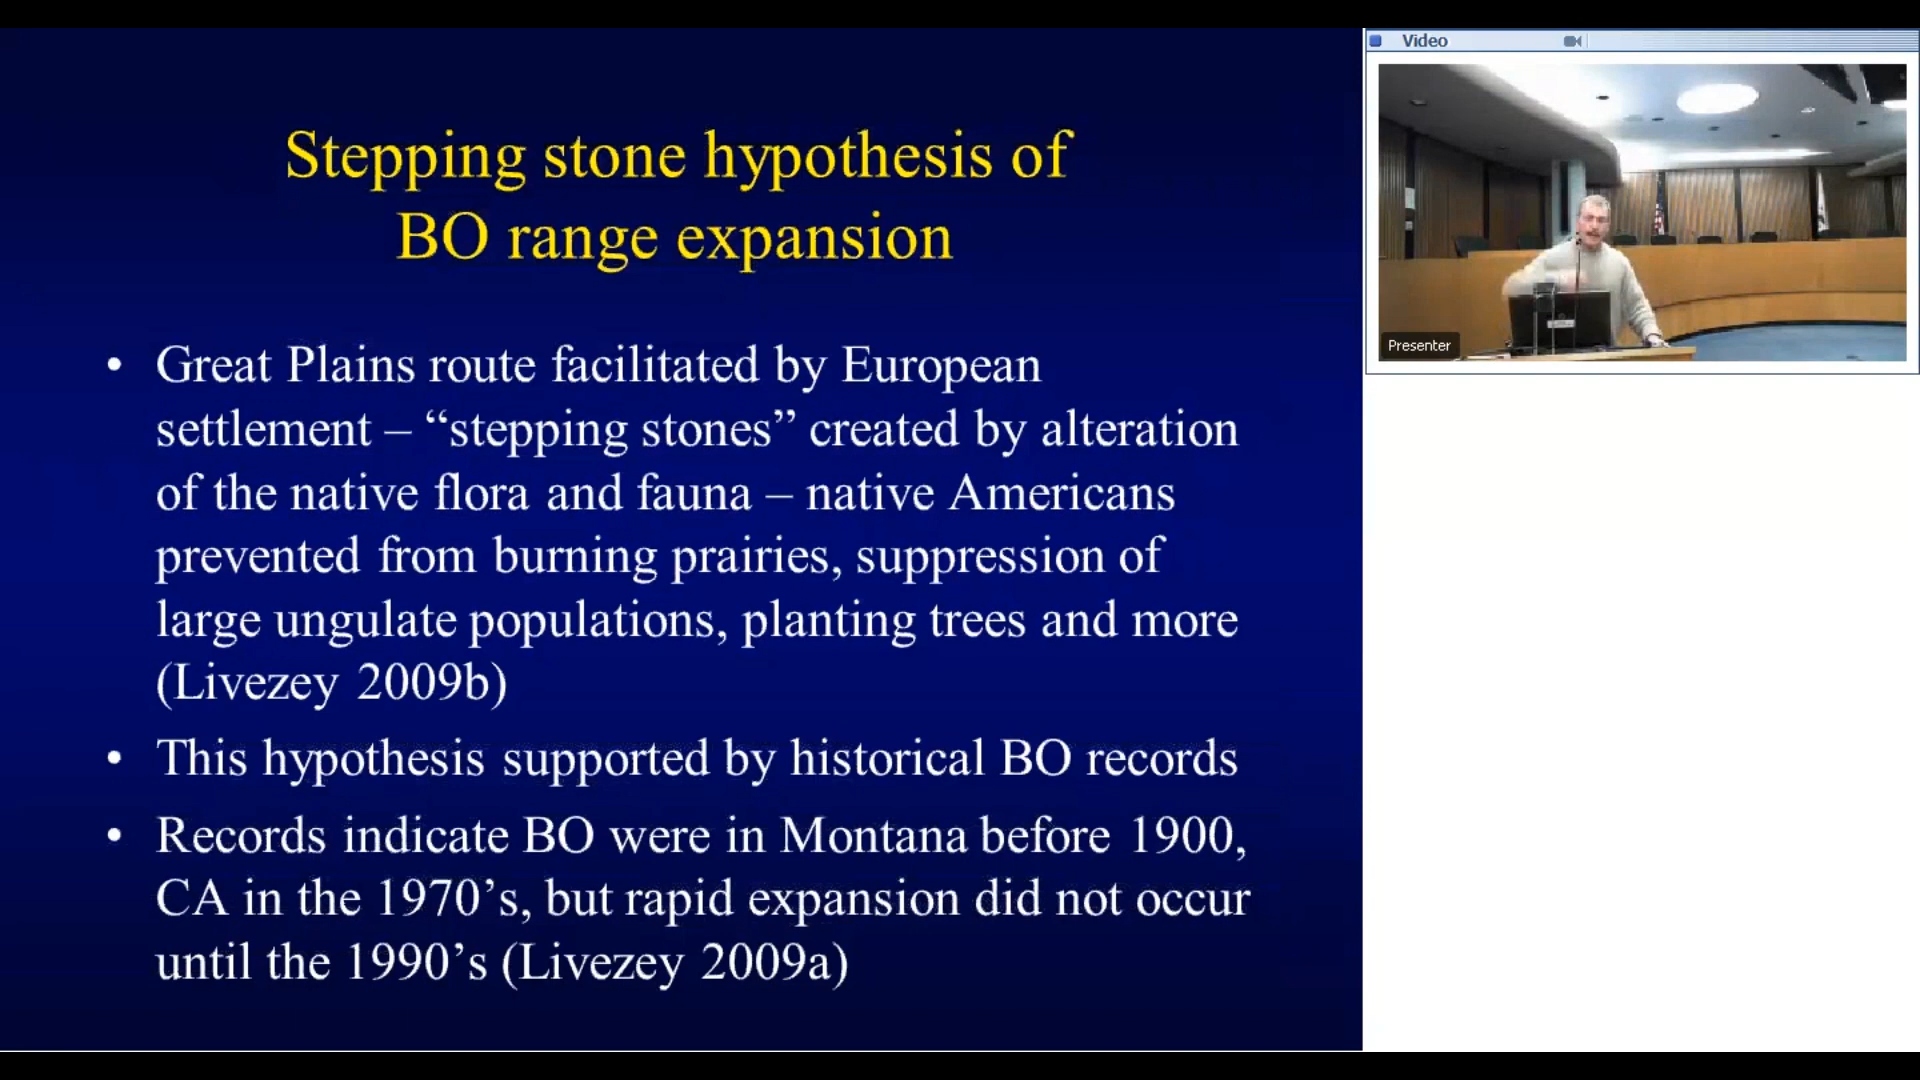 Stepping stone hypothesis of
BO range expansion
• Great Plains route facilitated by European
settlement – “stepping stones” created by alteration
of the native flora and fauna – native Americans
prevented from burning prairies, suppression of
large ungulate populations, planting trees and more
(Livezey 2009b)
• This hypothesis supported by historical BO records
• Records indicate BO were in Montana before 1900,
CA in the 1970’s, but rapid expansion did not occur
until the 1990’s (Livezey 2009a)
Video
Presenter